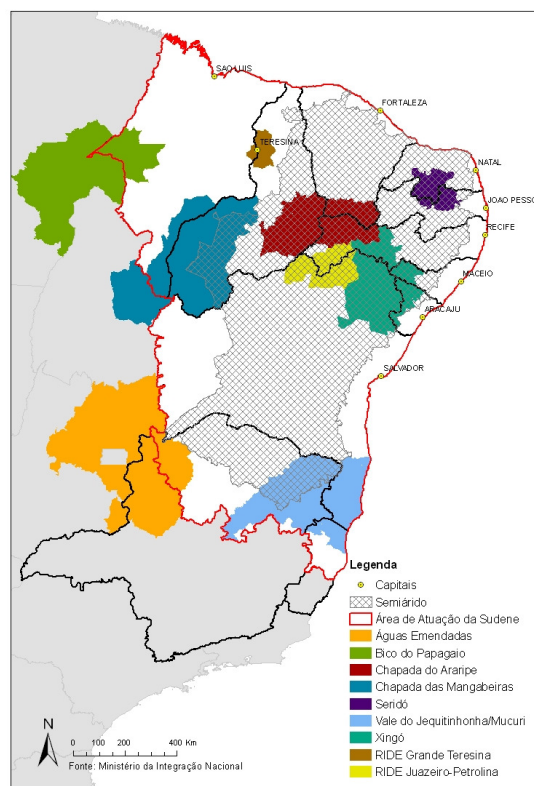 SAO LUIS
FORTALEZA
TERESINA
NATAL
JOAO PESSO
RECIFE
MACEIO
ARACAJU
SALVADOR
Legenda
Capitais
Semiárido
Área de Atuação da Sudene
Águas Emendadas
Bico do Papagaio
Chapada do Araripe
Chapada das Mangabeiras
Seridó
Vale do Jequitinhonha/Mucuri
Xingó
RIDE Grande Teresina
RIDE Juazeiro-Petrolina
N
0 100 200 400 Km
Fonte: Ministério da Integração Nacional